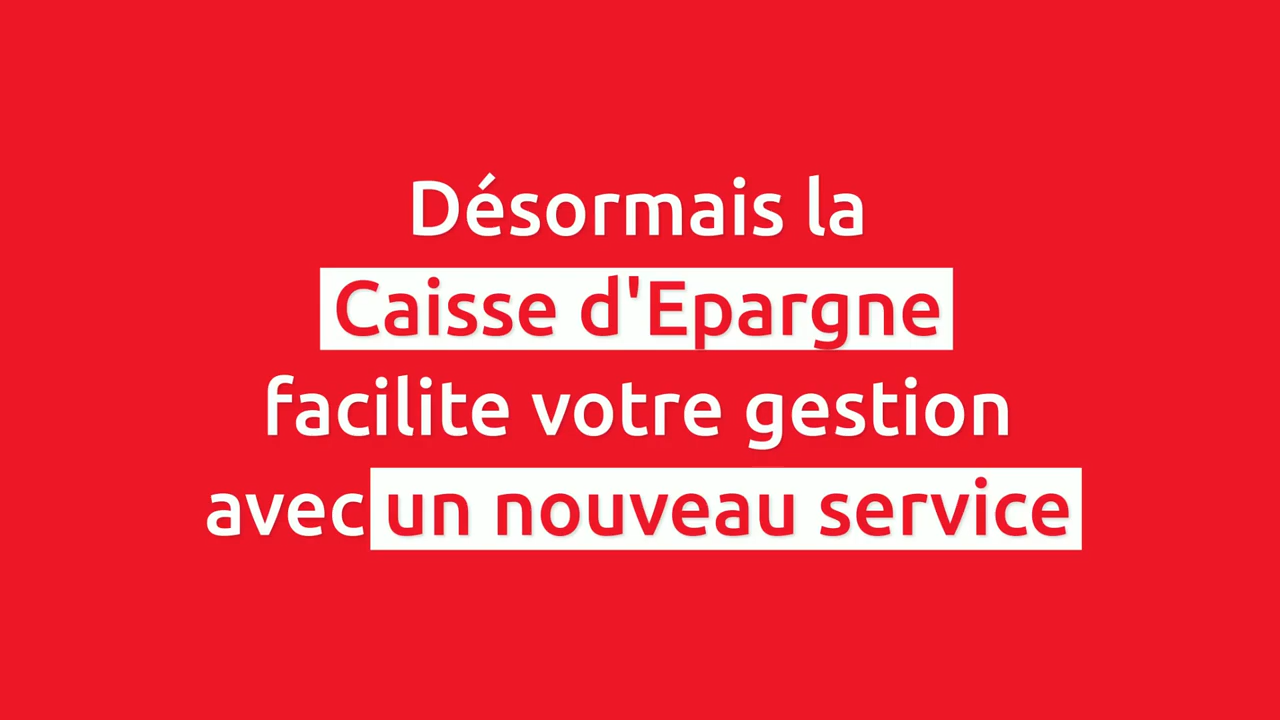 Désormais la
Caisse d'Epargne
facilite votre gestion
avec un nouveau service